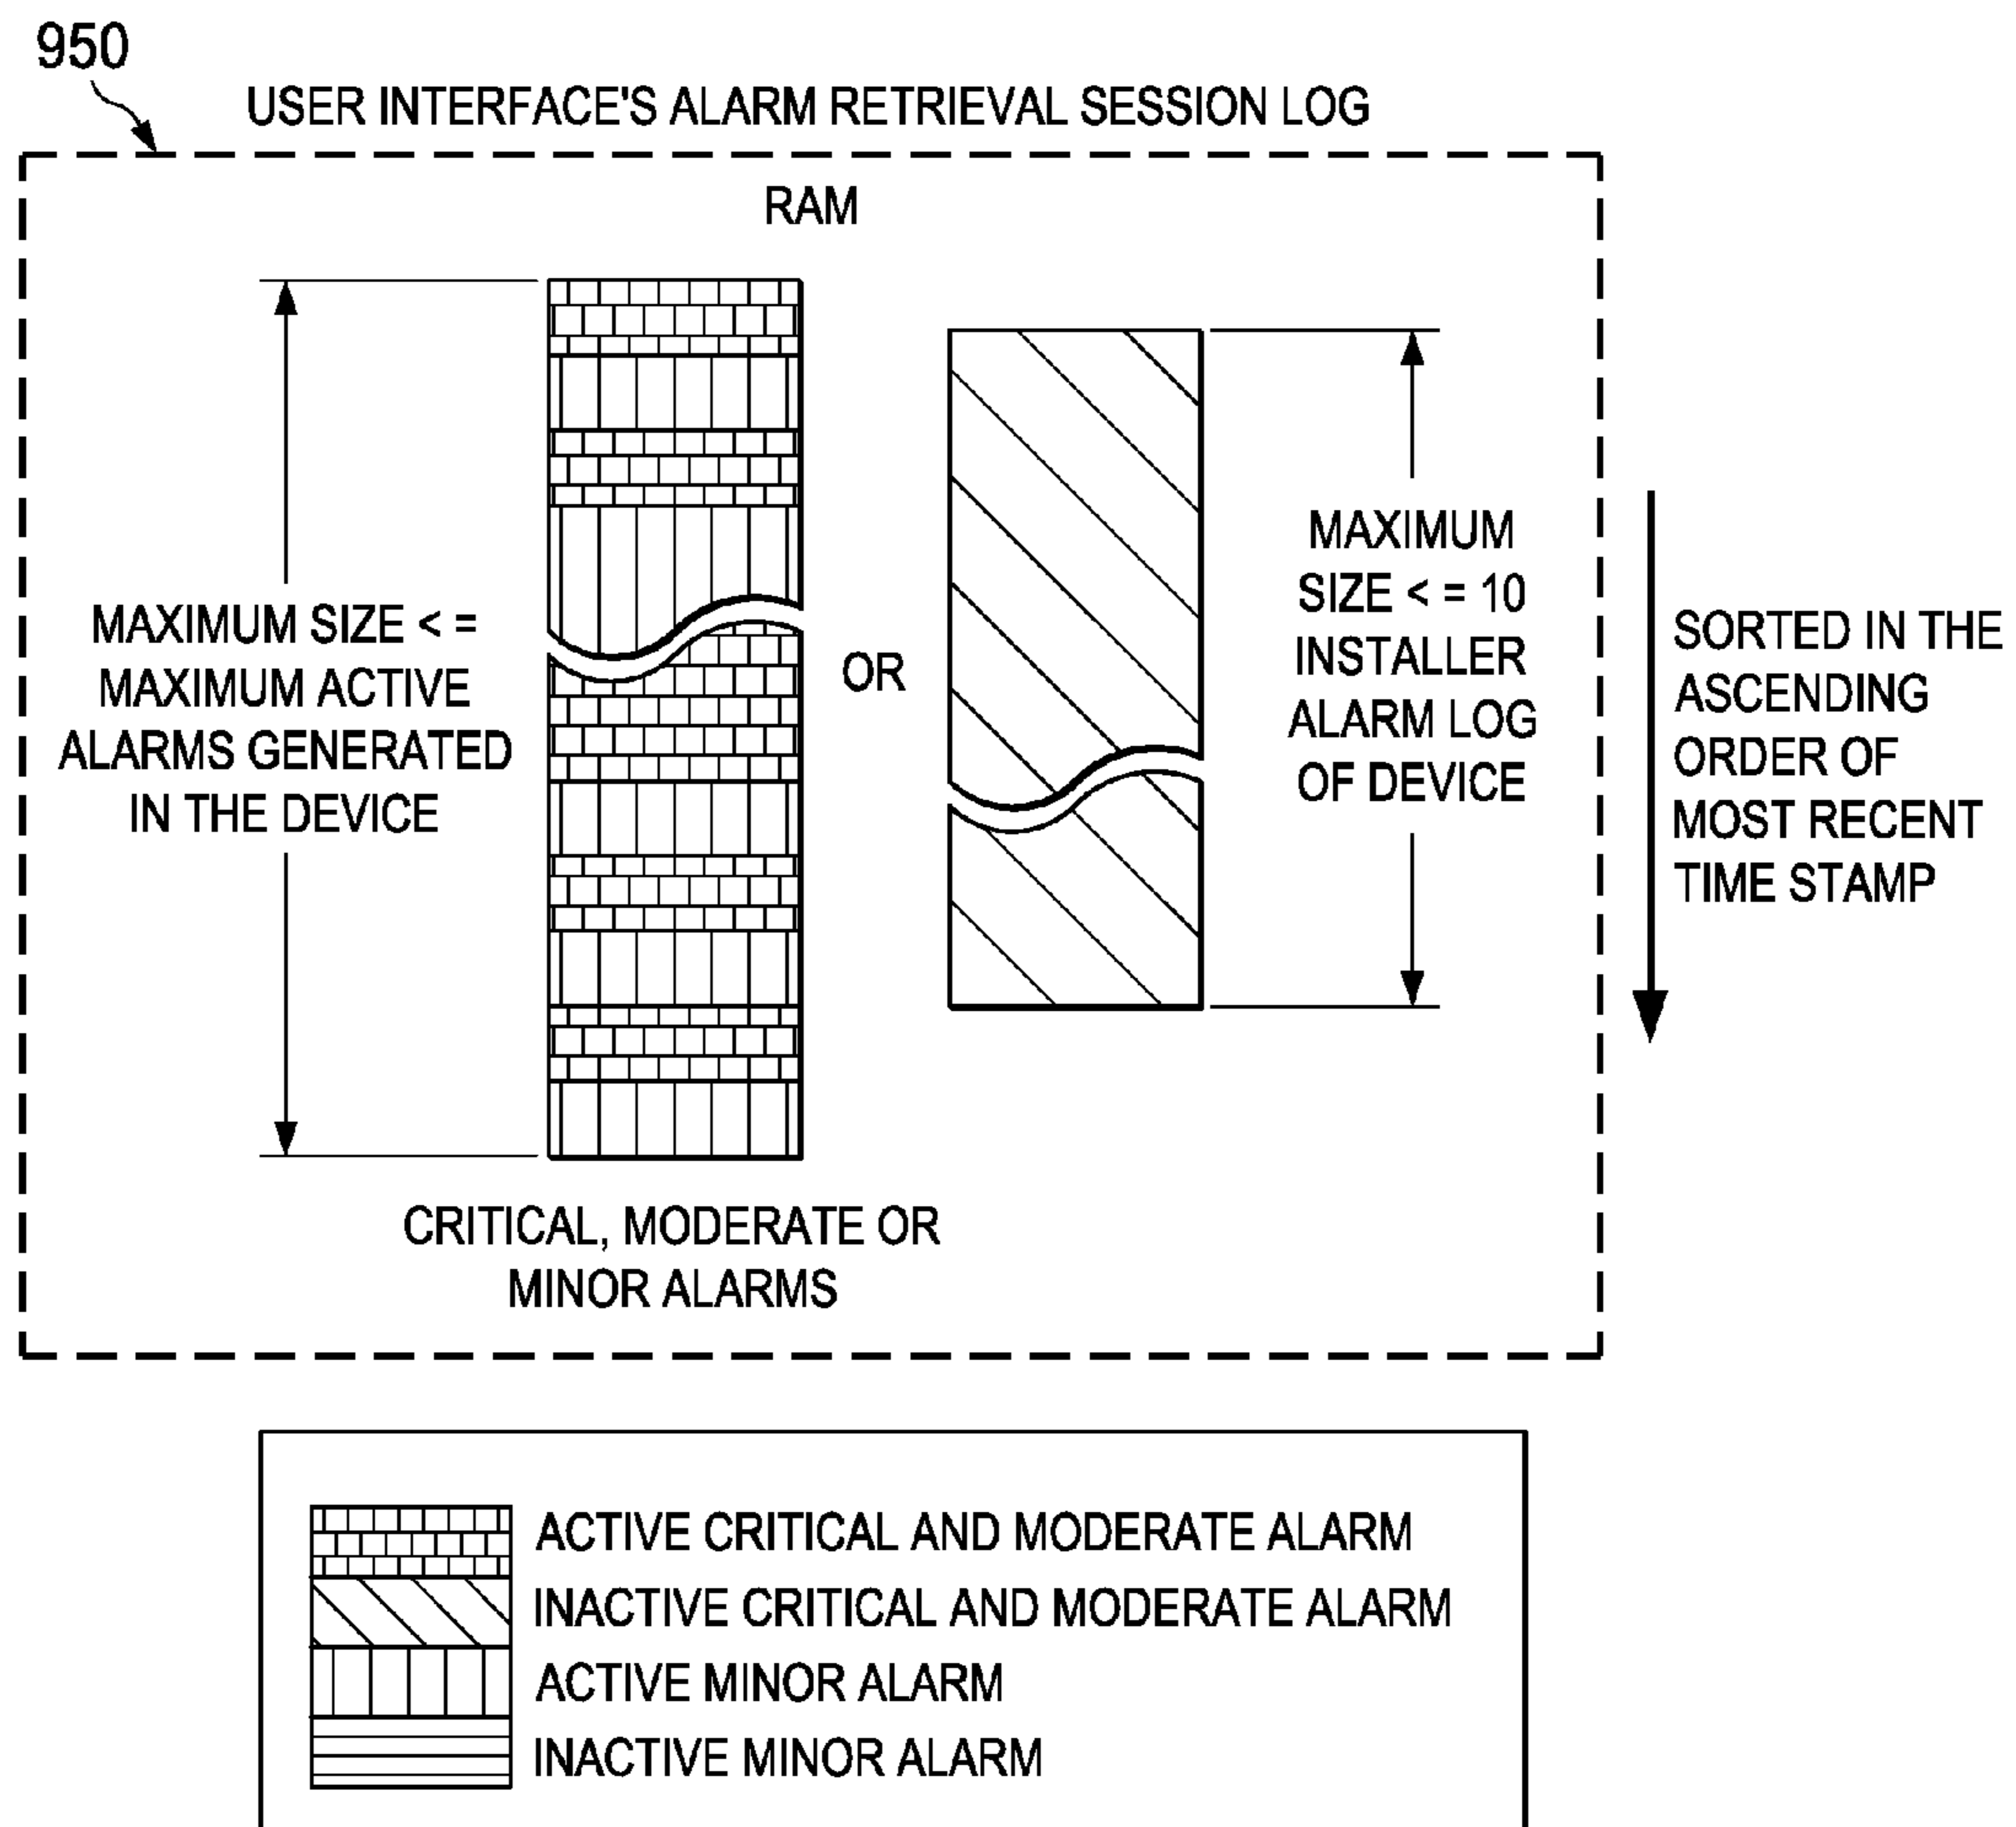 950
USER INTERFACE'S ALARM RETRIEVAL SESSION LOG
RAM
MAXIMUM SIZE < =
MAXIMUM ACTIVE
ALARMS GENERATED
IN THE DEVICE
OR
MAXIMUM
SIZE < = 10
INSTALLER
ALARM LOG
OF DEVICE
SORTED IN THE
ASCENDING
ORDER OF
MOST RECENT
TIME STAMP
CRITICAL, MODERATE OR
MINOR ALARMS
ACTIVE CRITICAL AND MODERATE ALARM
INACTIVE CRITICAL AND MODERATE ALARM
ACTIVE MINOR ALARM
INACTIVE MINOR ALARM